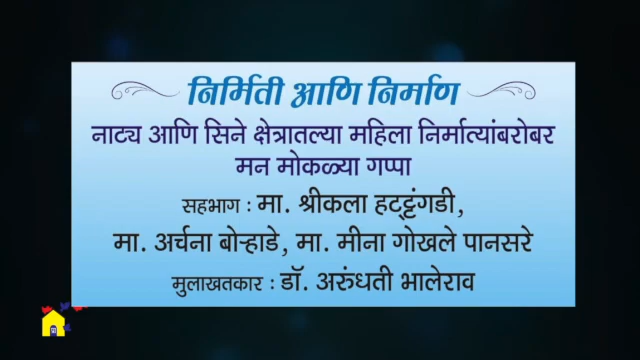 निर्मिती आणि निर्माण
नाट्य आणि सिने क्षेत्रातल्या महिला निर्मात्यांबरोबर
मन मोकळ्या गप्पा
सहभाग : मा. श्रीकला हट्टंगडी,
मा. अर्चना बोऱ्हाडे, मा. मीना गोखले पानसरे
मुलाखतकार : डॉ. अरुंधती भालेराव